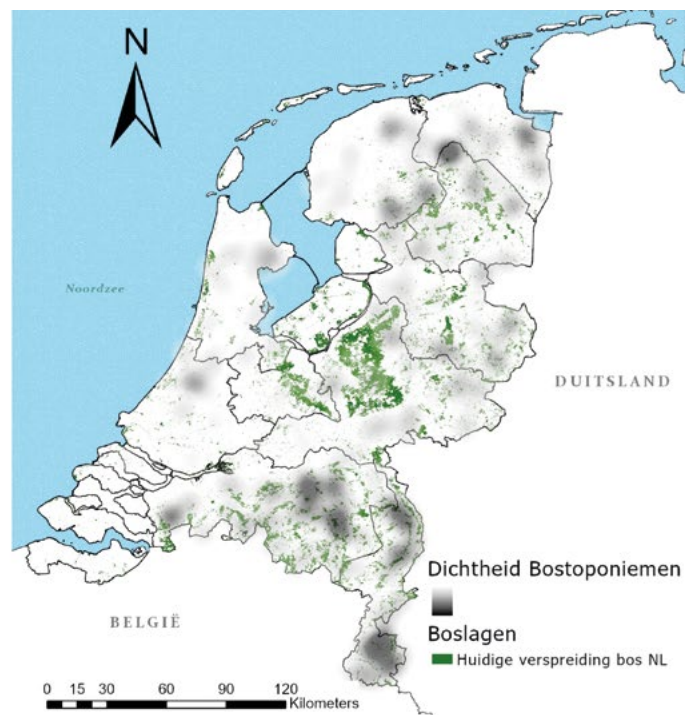 N
Noordzee
DUITSLAND
BELGIË
Dichtheid Bostoponiemen
Boslagen
Huidige verspreiding bos NL
0 15 30 60 90 120
Kilometers